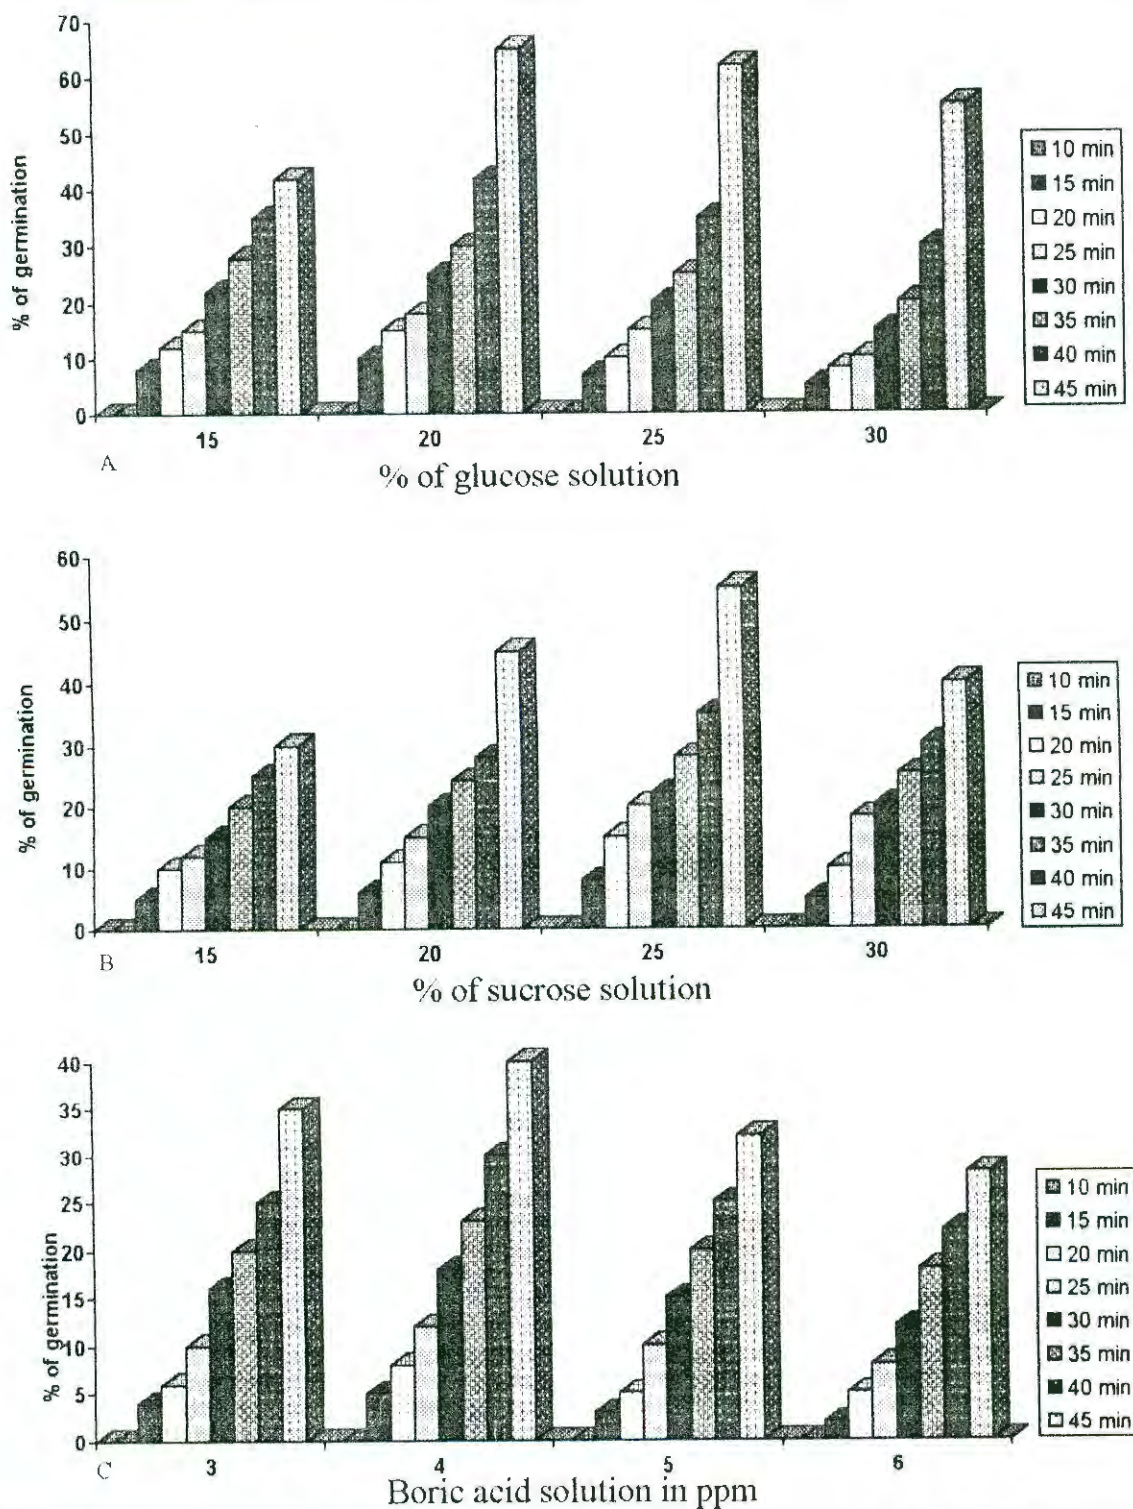 70
60
50
40
30
20
10
0
% of germination
15 20 25 30
A
% of glucose solution
10 min
15 min
20 min
25 min
30 min
35 min
40 min
45 min
60
50
40
30
20
10
0
% of germination
15 20 25 30
B
% of sucrose solution
10 min
15 min
20 min
25 min
30 min
35 min
40 min
45 min
40
35
30
25
20
15
10
5
0
% of germination
3 4 5 6
C
Boric acid solution in ppm
10 min
15 min
20 min
25 min
30 min
35 min
40 min
45 min